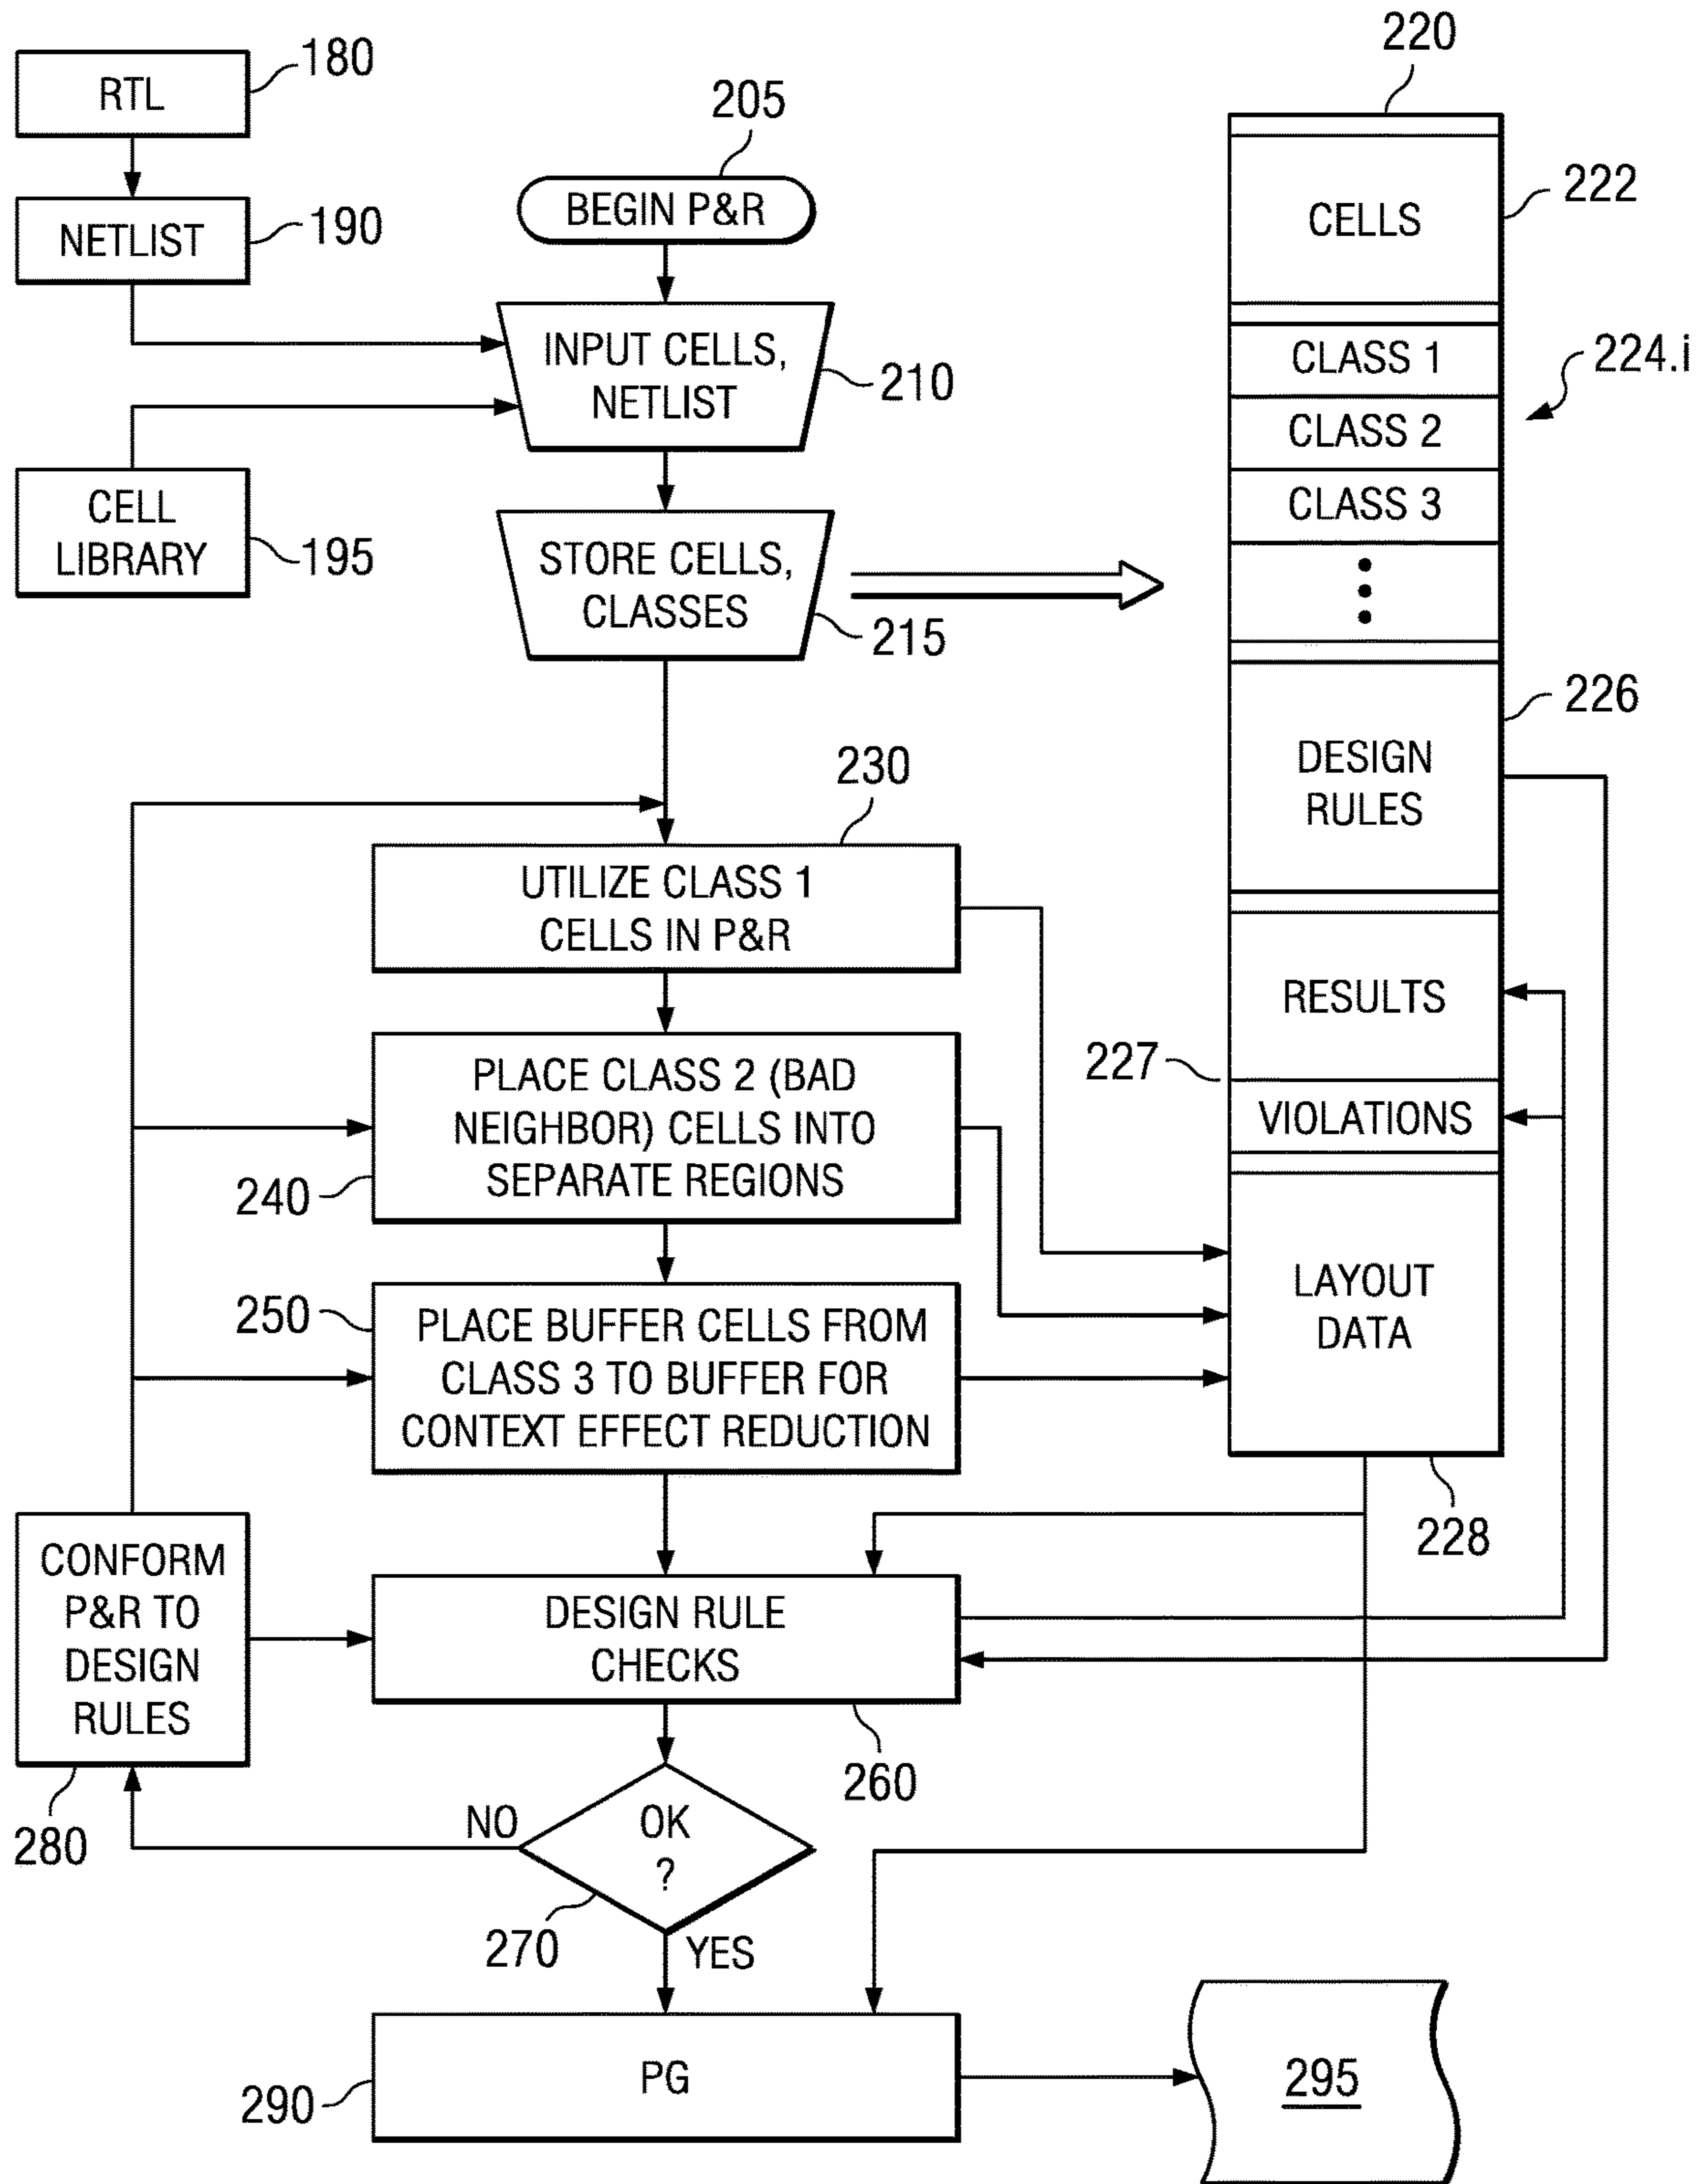 220
RTL
180
205
BEGIN P&R
NETLIST
190
CELLS
222
INPUT CELLS,
NETLIST
210
CLASS 1
224.i
CLASS 2
CLASS 3
CELL
LIBRARY
195
STORE CELLS,
CLASSES
215
226
DESIGN
RULES
230
UTILIZE CLASS 1
CELLS IN P&R
RESULTS
227
VIOLATIONS
PLACE CLASS 2 (BAD
NEIGHBOR) CELLS INTO
SEPARATE REGIONS
240
LAYOUT
DATA
228
250
PLACE BUFFER CELLS FROM
CLASS 3 TO BUFFER FOR
CONTEXT EFFECT REDUCTION
CONFORM
P&R TO
DESIGN
RULES
280
DESIGN RULE
CHECKS
260
NO
OK
?
270
YES
PG
290
295